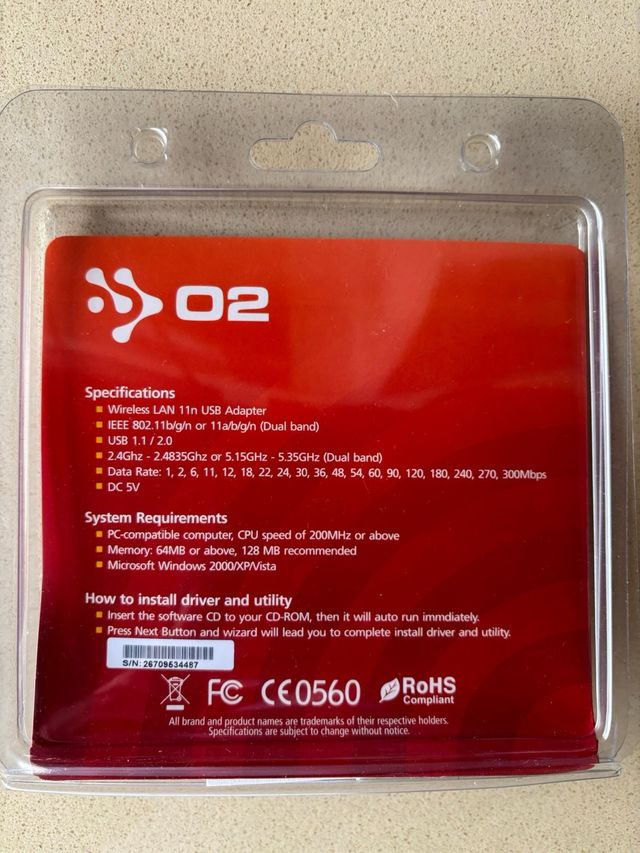 O2
Specifications
Wireless LAN 11n USB Adapter
IEEE 802.11b/g/n or 11a/b/g/n (Dual band)
USB 1.1 / 2.0
2.4Ghz - 2.4835Ghz or 5.15GHz - 5.35GHz (Dual band)
Data Rate: 1, 2, 6, 11, 12, 18, 22, 24, 30, 36, 48, 54, 60, 90, 120, 180, 240, 270, 300Mbps
DC 5V
System Requirements
PC-compatible computer, CPU speed of 200MHz or above
Memory: 64MB or above, 128 MB recommended
Microsoft Windows 2000/XP/Vista
How to install driver and utility
Insert the software CD to your CD-ROM, then it will auto run immdiately.
Press Next Button and wizard will lead you to complete install driver and utility.
S/N: 26709534487
FC CE0560 RoHS
Compliant
All brand and product names are trademarks of their respective holders.
Specifications are subject to change without notice.